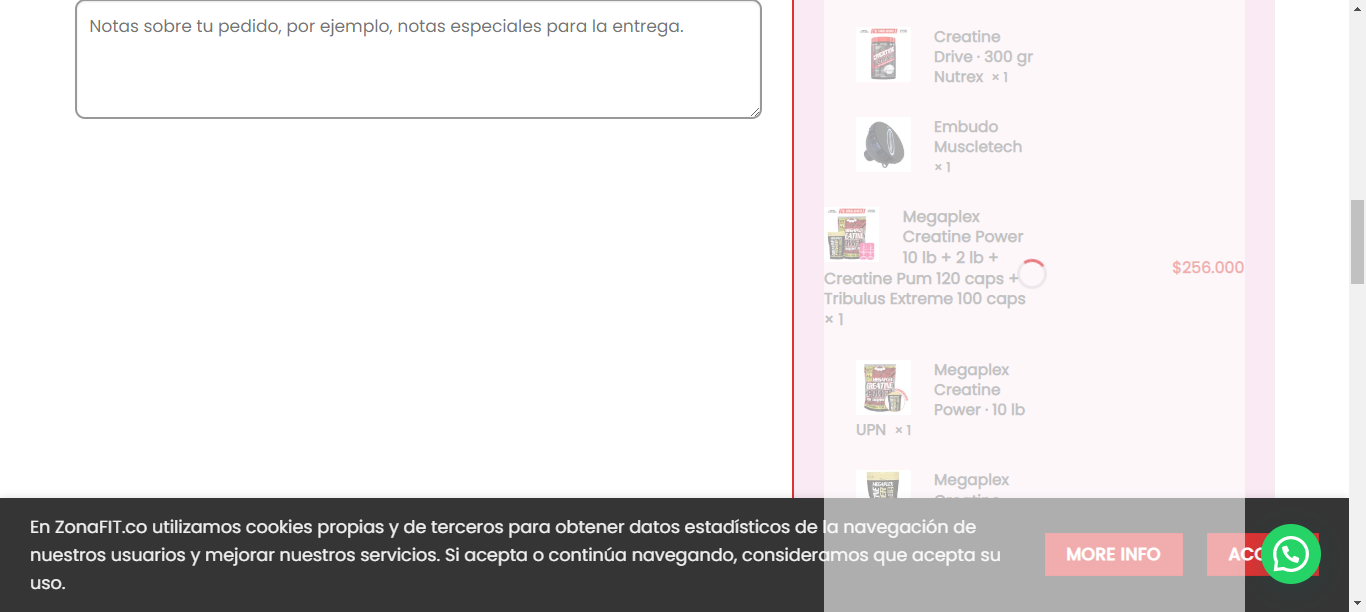 Notas sobre tu pedido, por ejemplo, notas especiales para la entrega.
Creatine
Drive · 300 gr
Nutrex × 1
Embudo
Muscletech
× 1
Megaplex
Creatine Power
10 lb + 2 lb +
Creatine Pum 120 caps +
Tribulus Extreme 100 caps
× 1
$256.000
Megaplex
Creatine
Power · 10 lb
UPN × 1
Megaplex
Creatine
En ZonaFIT.co utilizamos cookies propias y de terceros para obtener datos estadísticos de la navegación de
nuestros usuarios y mejorar nuestros servicios. Si acepta o continúa navegando, consideramos que acepta su
uso.
MORE INFO